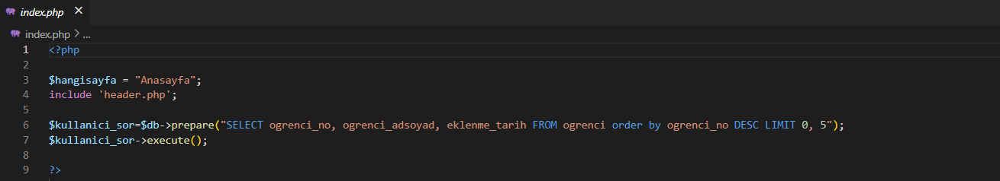 index.php ×
index.php > ...
1 <?php
2
3 $hangisayfa = "Anasayfa";
4 include 'header.php';
5
6 $kullanici_sor=$db->prepare("SELECT ogrenci_no, ogrenci_adsoyad, eklenme_tarih FROM ogrenci order by ogrenci_no DESC LIMIT 0, 5");
7 $kullanici_sor->execute();
8
9 ?>